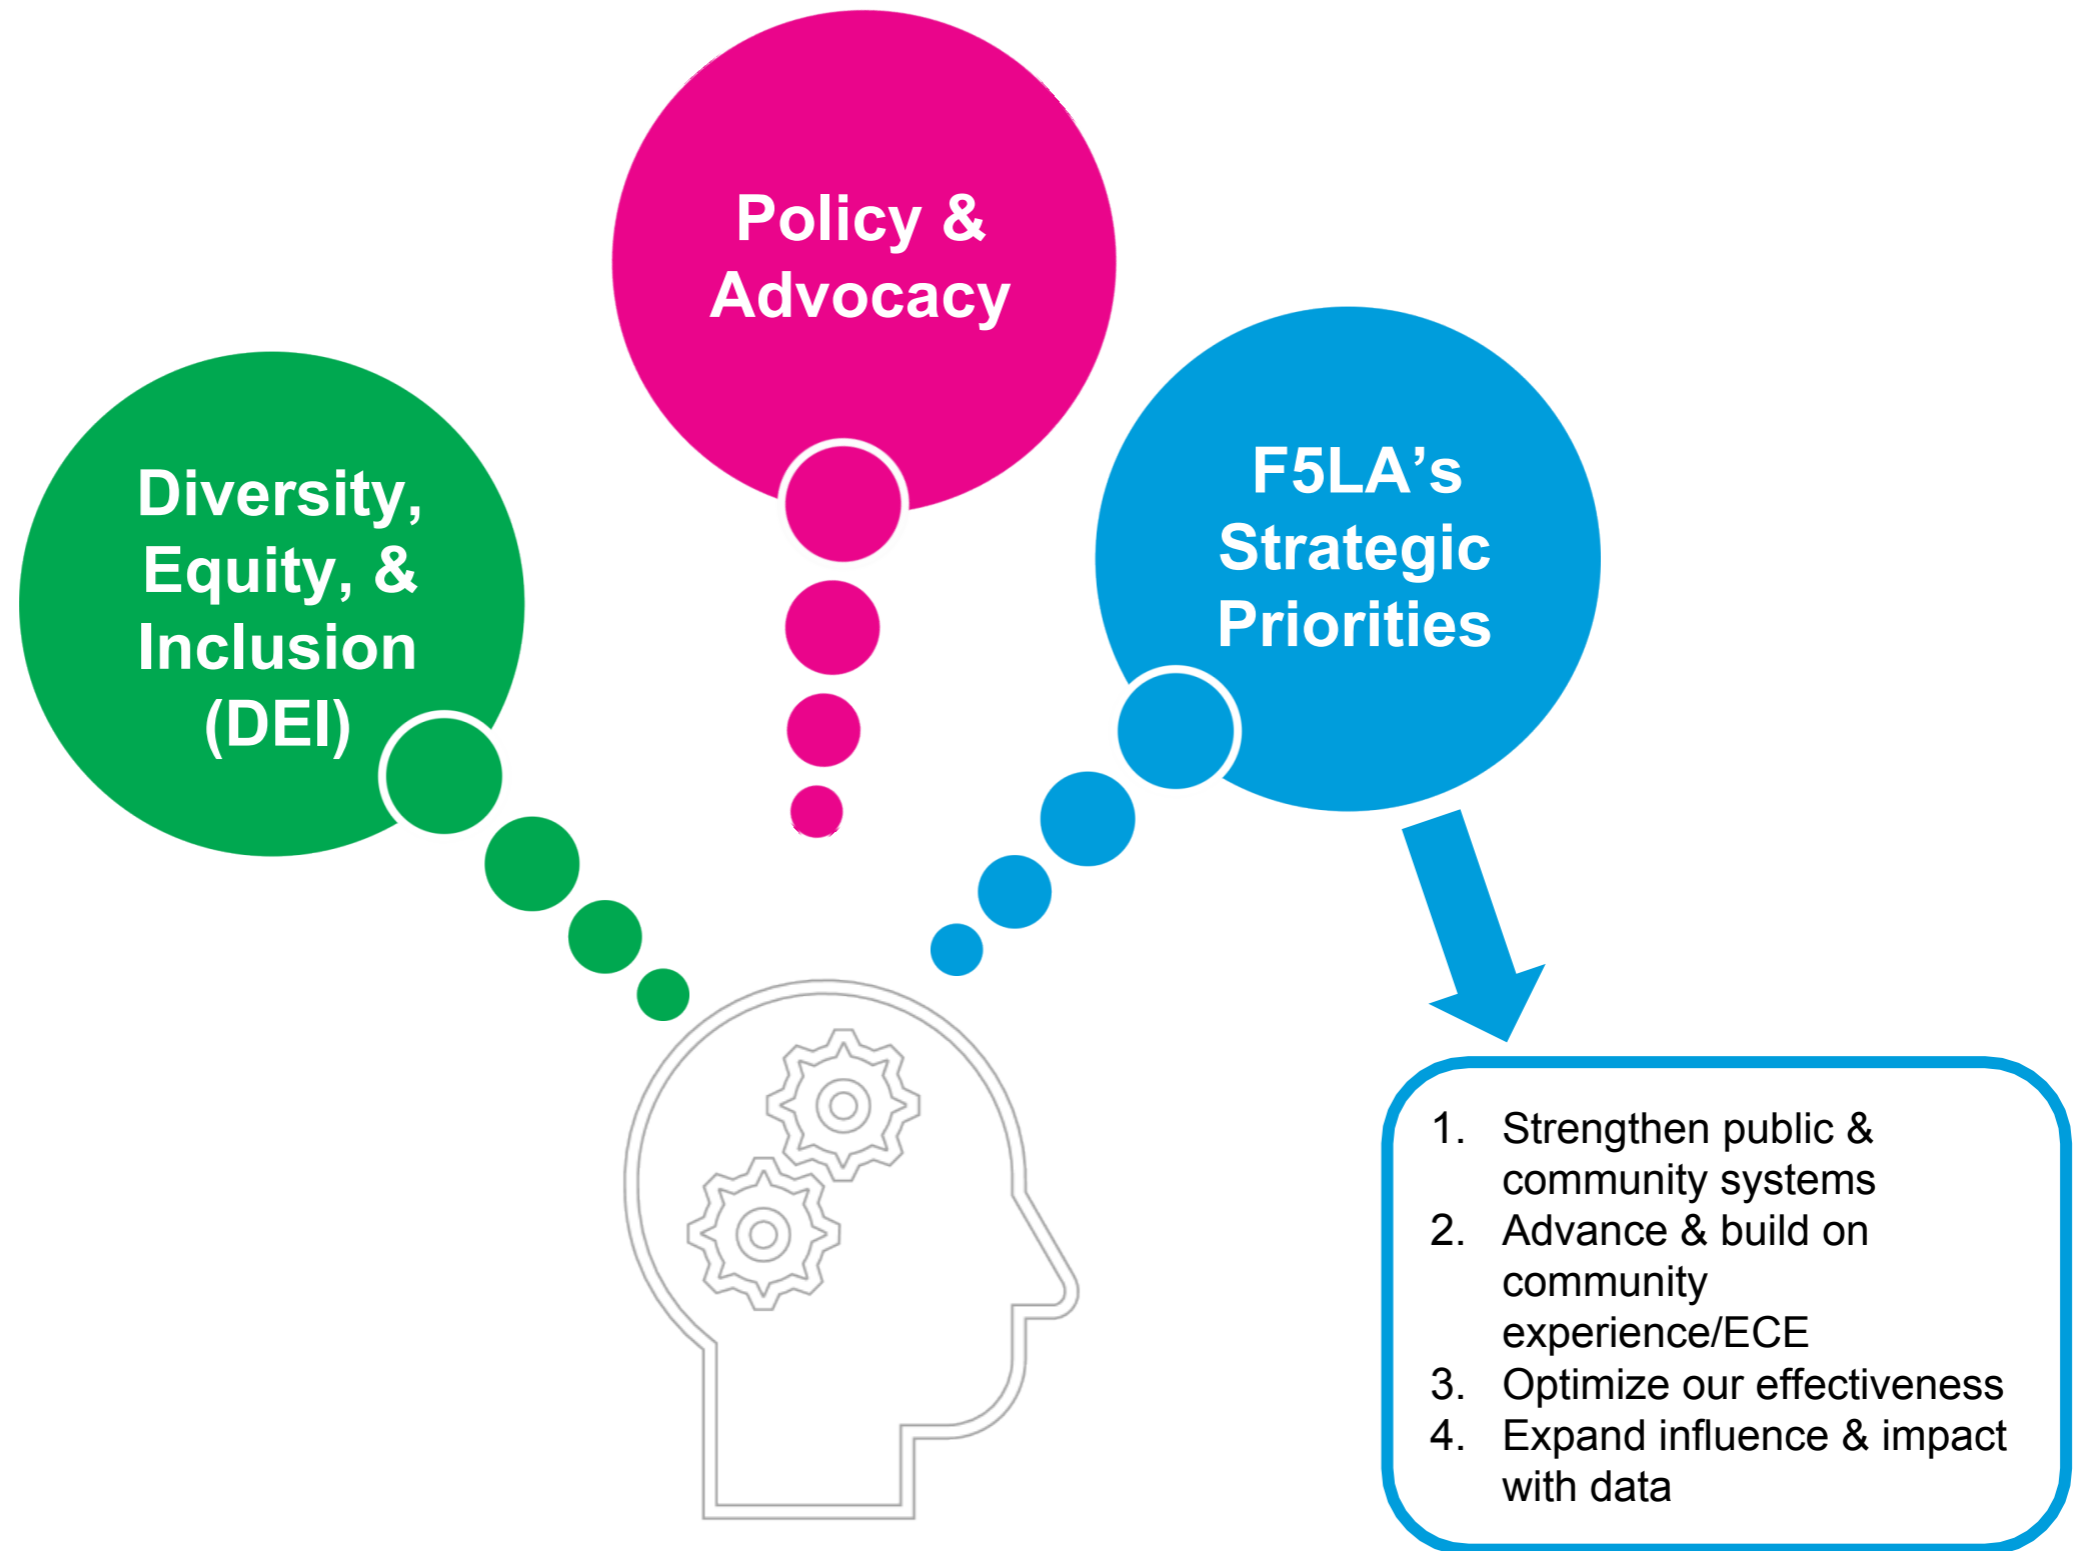 Policy &
Advocacy
Diversity,
Equity, &
Inclusion
(DEI)
F5LA’s
Strategic
Priorities
1. Strengthen public &
community systems
2. Advance & build on
community
experience/ECE
3. Optimize our effectiveness
4. Expand influence & impact
with data